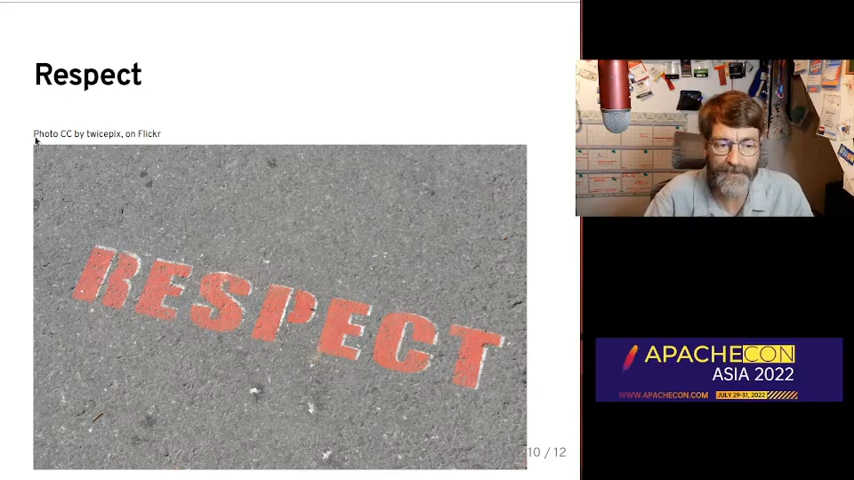 Respect
Photo CC by twicepix, on Flickr
RESPECT
10 / 12
APACHECON
ASIA 2022
WWW.APACHECON.COM
JULY 29-31, 2022